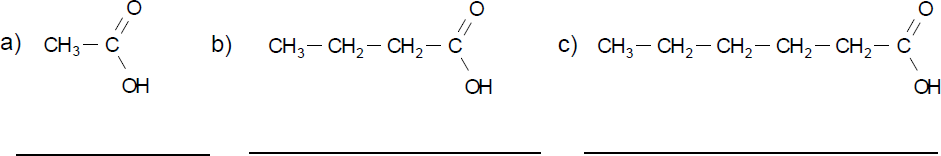 O O O
a) CH₃ – C b) CH₃ – CH₂ – CH₂ – C c) CH₃ – CH₂ – CH₂ – CH₂ – CH₂ – C
OH OH OH